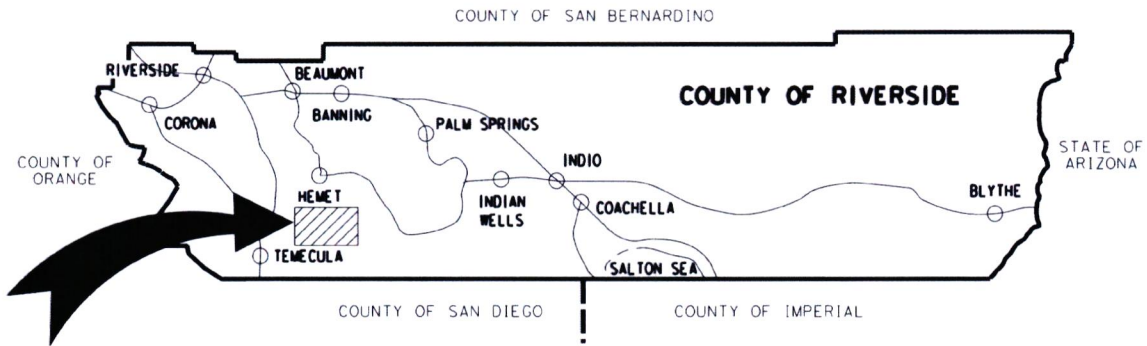 COUNTY OF SAN BERNARDINO
RIVERSIDE
BEAUMONT
COUNTY OF RIVERSIDE
CORONA
BANNING
PALM SPRINGS
COUNTY OF
ORANGE
STATE OF
ARIZONA
INDIO
HEMET
INDIAN
WELLS
COACHELLA
BLYTHE
TEMECULA
SALTON SEA
COUNTY OF SAN DIEGO
COUNTY OF IMPERIAL